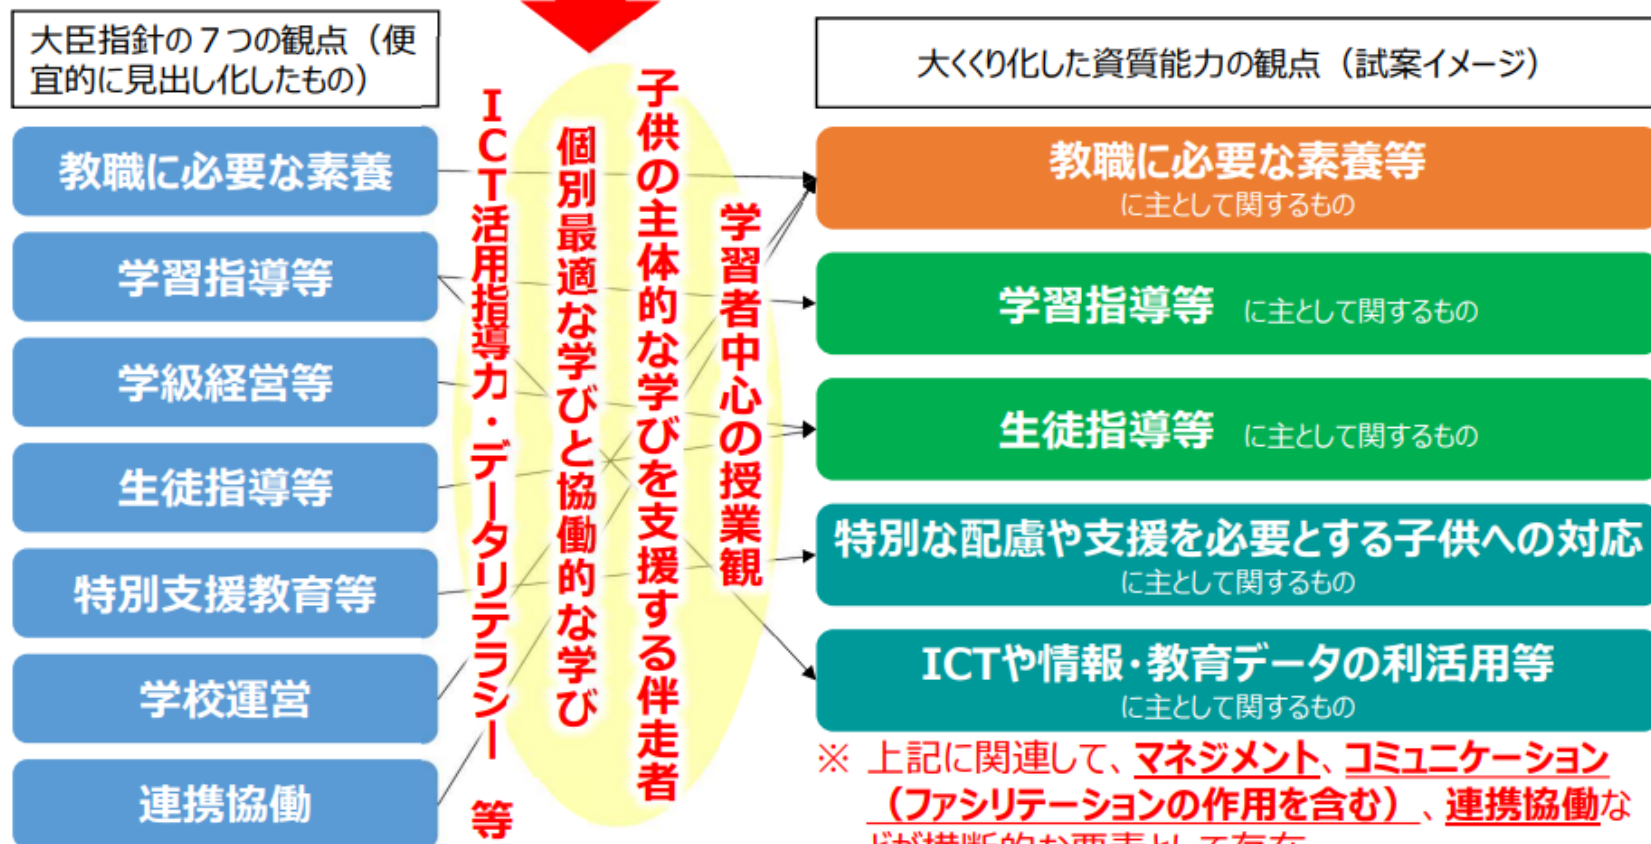 大臣指針の７つの観点（便
宜的に見出し化したもの）
教職に必要な素養
学習指導等
学級経営等
生徒指導等
特別支援教育等
学校運営
連携協働
子供の主体的な学びを支援する伴走者
学習者中心の授業観
個別最適な学びと協働的な学び
ＩＣＴ活用指導力・データリテラシー 等
大くくり化した資質能力の観点（試案イメージ）
教職に必要な素養等
に主として関するもの
学習指導等 に主として関するもの
生徒指導等 に主として関するもの
特別な配慮や支援を必要とする子供への対応
に主として関するもの
ICTや情報・教育データの利活用等
に主として関するもの
※ 上記に関連して、マネジメント、コミュニケーション
（ファシリテーションの作用を含む）、連携協働な
どが横断的な要素として存在